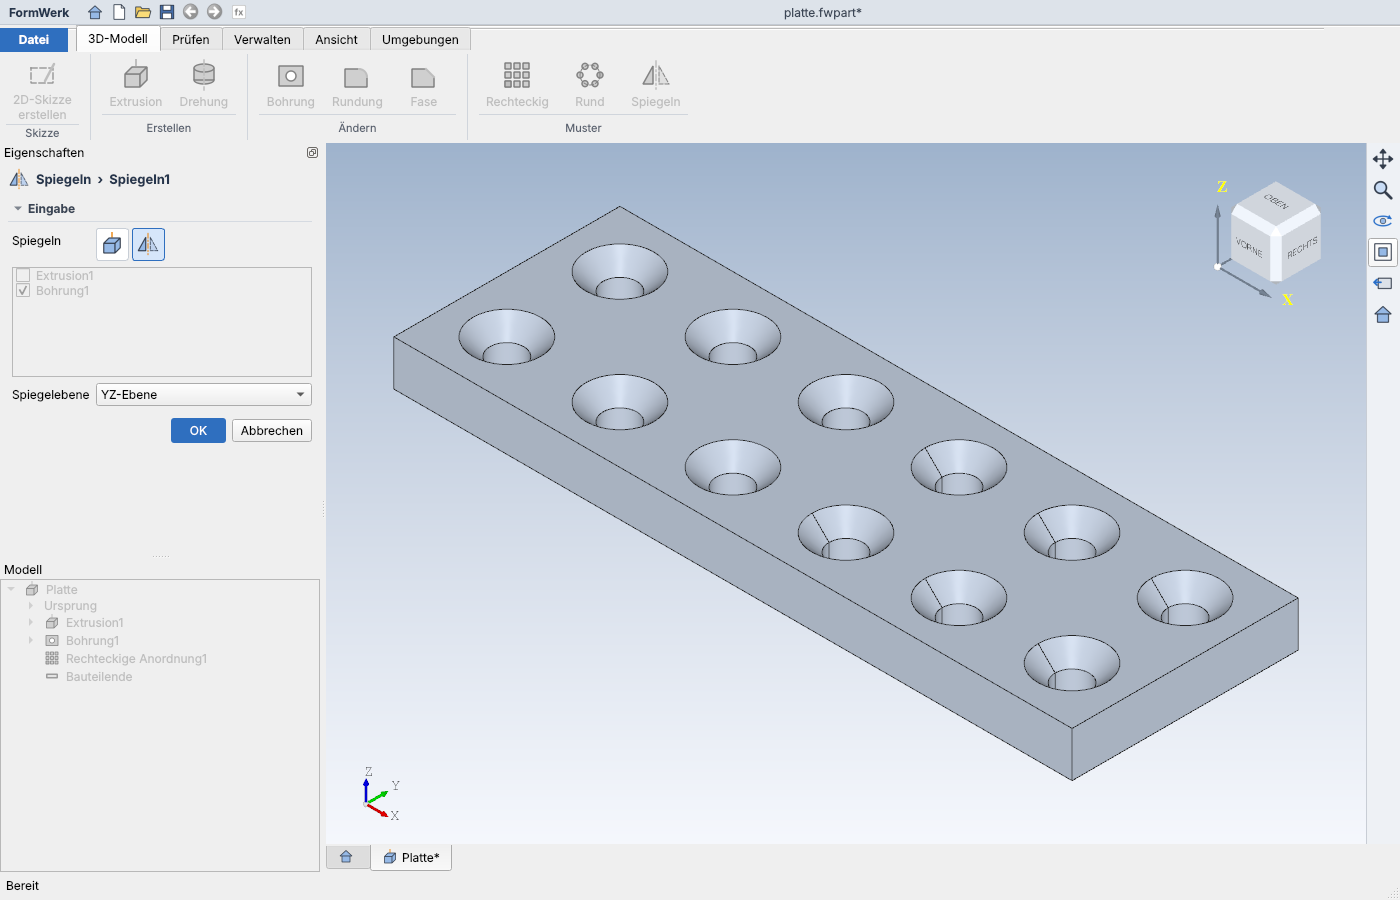 FormWerk
fx
platte.fwpart*
Datei
3D-Modell
Prüfen
Verwalten
Ansicht
Umgebungen
2D-Skizze
erstellen
Skizze
Extrusion
Drehung
Erstellen
Bohrung
Rundung
Fase
Ändern
Rechteckig
Rund
Spiegeln
Muster
Eigenschaften
Spiegeln › Spiegeln1
Eingabe
Spiegeln
Extrusion1
Bohrung1
Spiegelebene
YZ-Ebene
OK
Abbrechen
Modell
Platte
Ursprung
Extrusion1
Bohrung1
Rechteckige Anordnung1
Bauteilende
Z
OBEN
VORNE
RECHTS
X
Z
Y
X
Platte*
Bereit